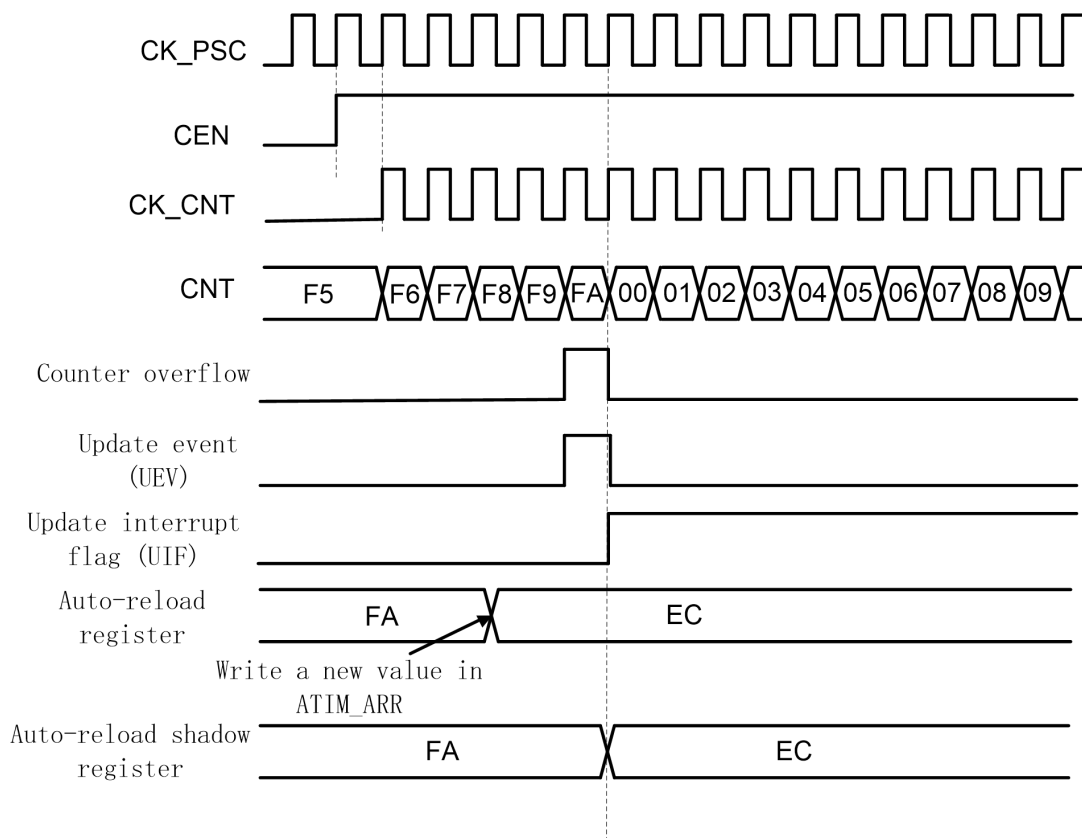 CK_PSC
CEN
CK_CNT
CNT
F5 F6 F7 F8 F9 FA 00 01 02 03 04 05 06 07 08 09
Counter overflow
Update event
(UEV)
Update interrupt
flag (UIF)
Auto-reload
register
FA EC
Write a new value in
ATIM_ARR
Auto-reload shadow
register
FA EC